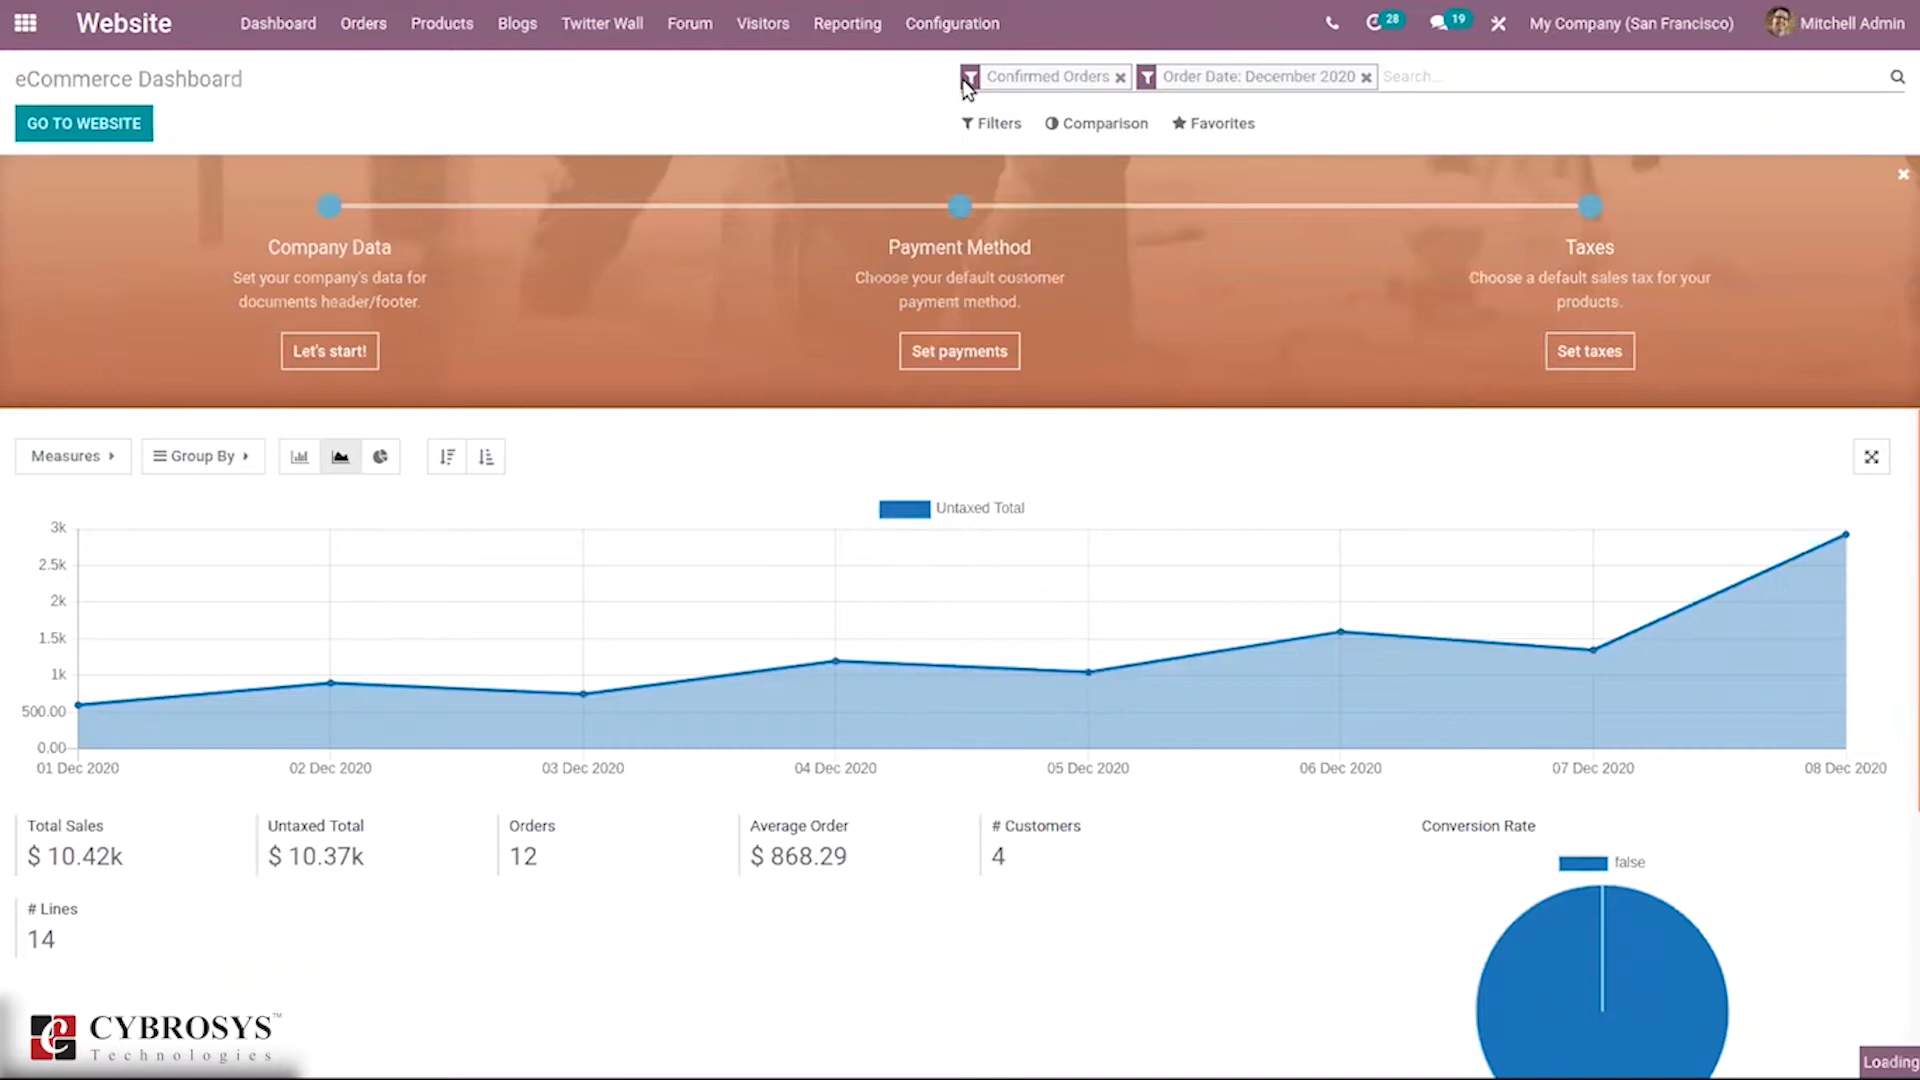 Website
Dashboard
Orders
Products
Blogs
Twitter Wall
Forum
Visitors
Reporting
Configuration
28
19
My Company (San Francisco)
Mitchell Admin
eCommerce Dashboard
Confirmed Orders
Order Date: December 2020
Search...
GO TO WEBSITE
Filters
Comparison
Favorites
Company Data
Set your company's data for
documents header/footer.
Let's start!
Payment Method
Choose your default customer
payment method.
Set payments
Taxes
Choose a default sales tax for your
products.
Set taxes
Measures
Group By
Untaxed Total
3k
2.5k
2k
1.5k
1k
500.00
0.00
01 Dec 2020
02 Dec 2020
03 Dec 2020
04 Dec 2020
05 Dec 2020
06 Dec 2020
07 Dec 2020
08 Dec 2020
Total Sales
$ 10.42k
Untaxed Total
$ 10.37k
Orders
12
Average Order
$ 868.29
# Customers
4
Conversion Rate
false
# Lines
14
CYBROSYS™
Technologies
Loading